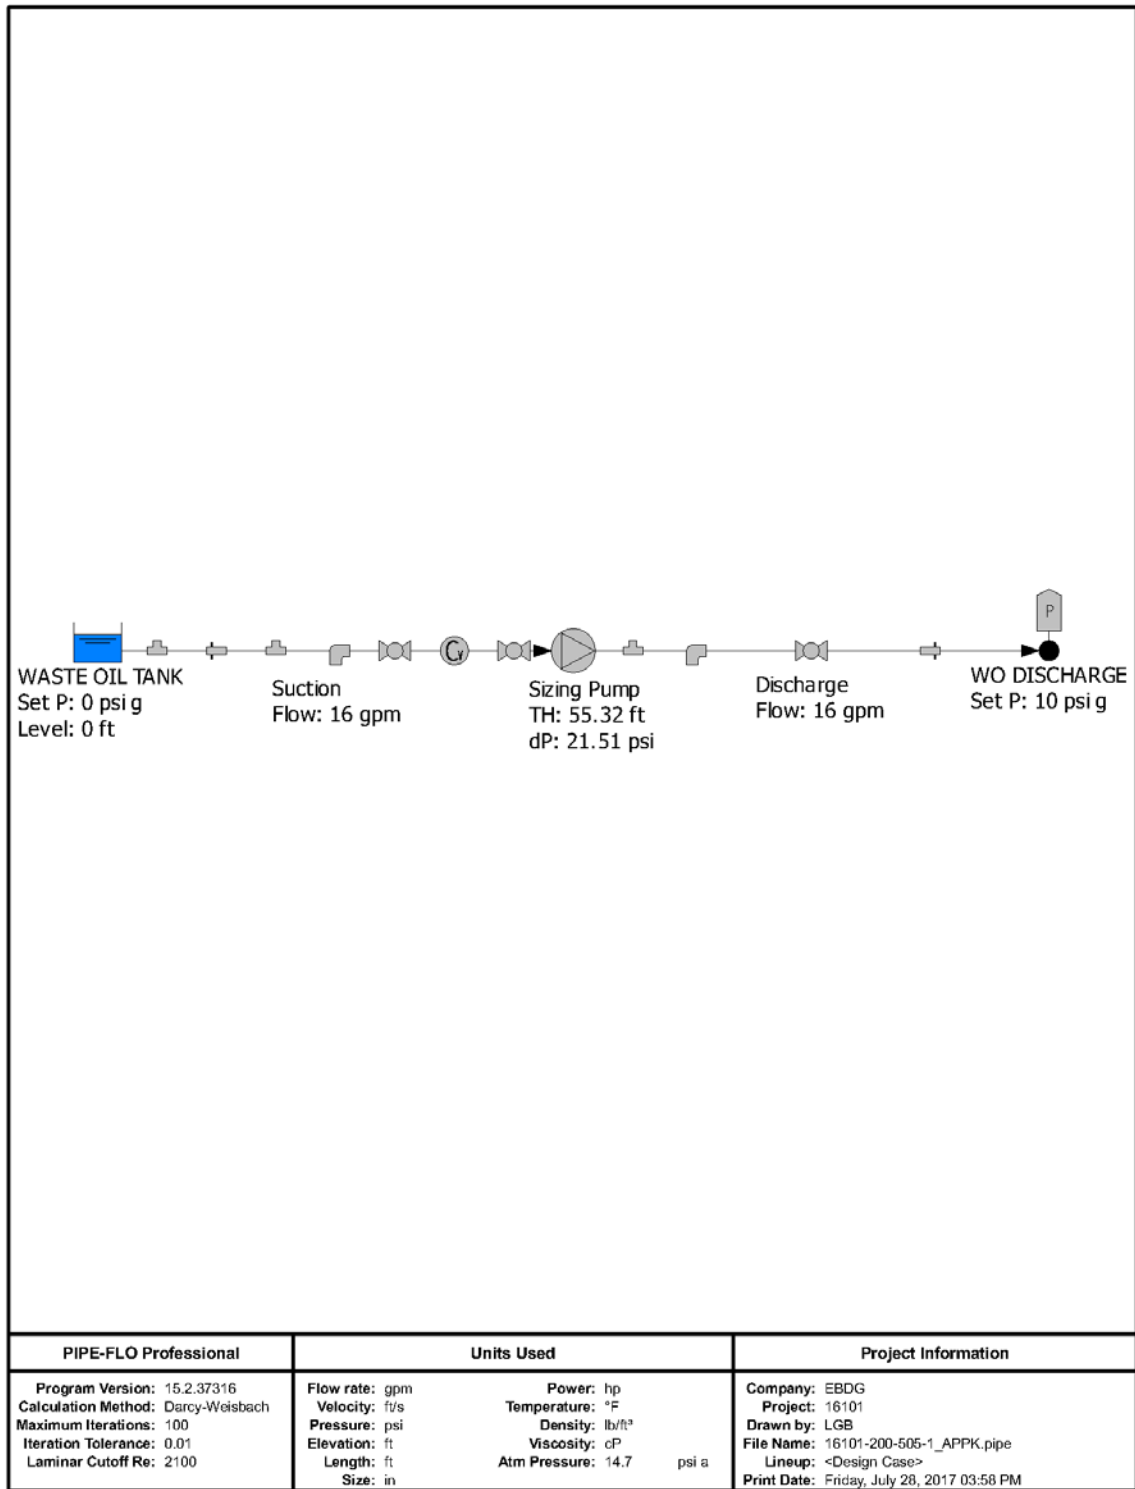 P
Cv
WASTE OIL TANK
Set P: 0 psi g
Level: 0 ft
Suction
Flow: 16 gpm
Sizing Pump
TH: 55.32 ft
dP: 21.51 psi
Discharge
Flow: 16 gpm
WO DISCHARGE
Set P: 10 psi g
PIPE-FLO Professional
Program Version: 15.2.37316
Calculation Method: Darcy-Weisbach
Maximum Iterations: 100
Iteration Tolerance: 0.01
Laminar Cutoff Re: 2100
Units Used
Flow rate: gpm Power: hp
Velocity: ft/s Temperature: °F
Pressure: psi Density: lb/ft³
Elevation: ft Viscosity: cP
Length: ft Atm Pressure: 14.7 psi a
Size: in
Project Information
Company: EBDG
Project: 16101
Drawn by: LGB
File Name: 16101-200-505-1_APPK.pipe
Lineup: <Design Case>
Print Date: Friday, July 28, 2017 03:58 PM